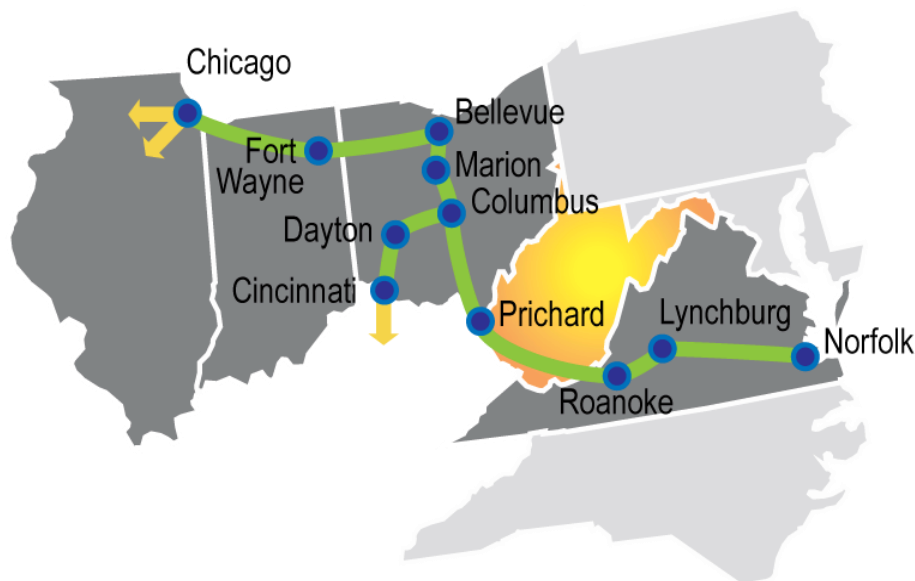 Chicago
Bellevue
Fort
Wayne
Marion
Columbus
Dayton
Cincinnati
Prichard
Lynchburg
Norfolk
Roanoke